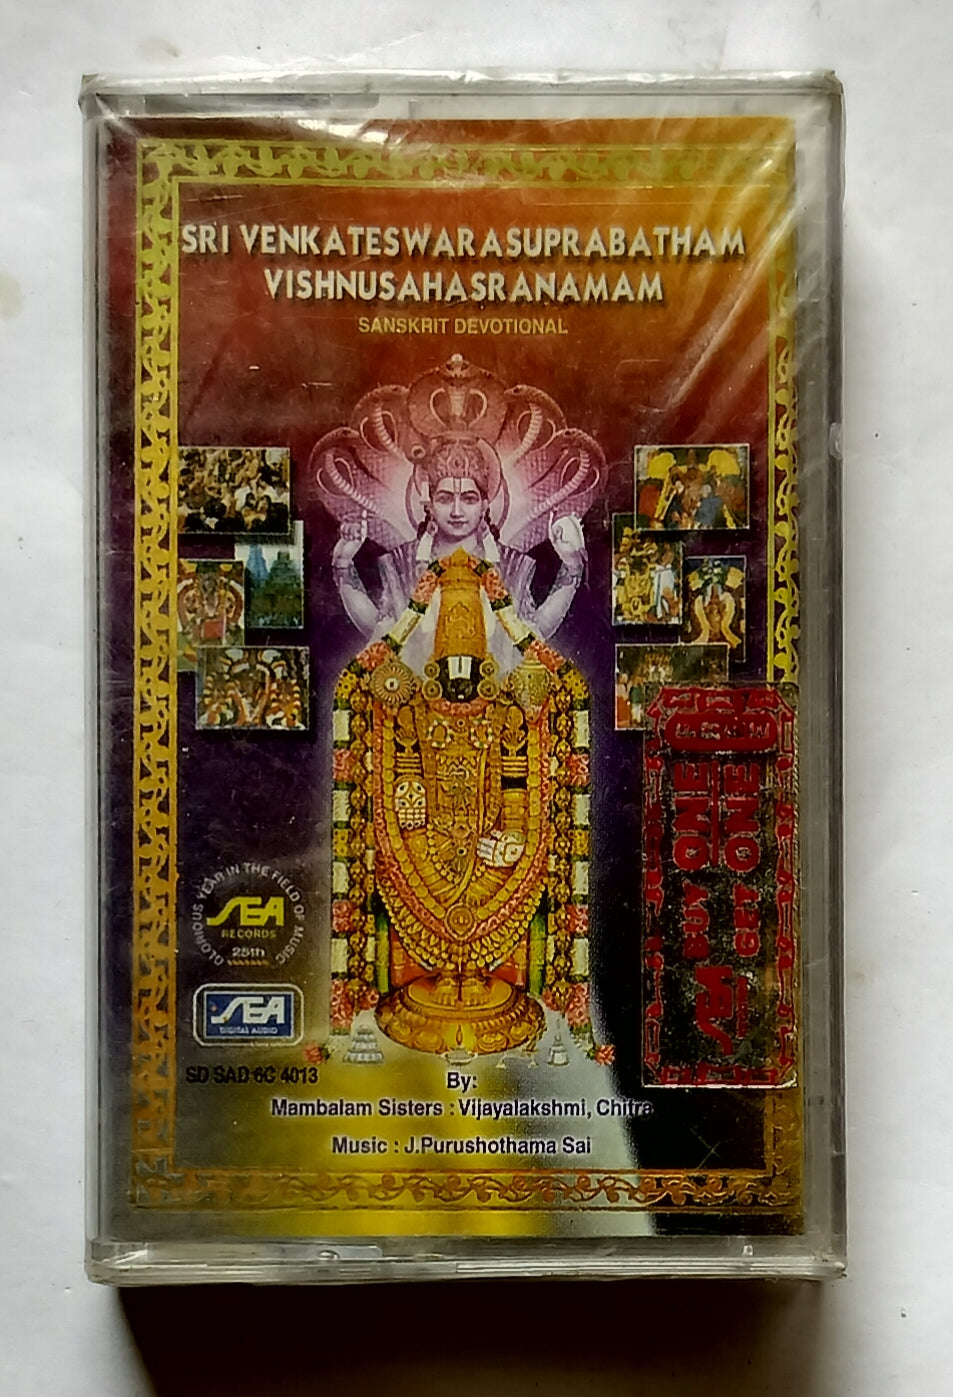 SRI VENKATESWARASUPRABATHAM
VISHNUSAHASRANAMAM
SANSKRIT DEVOTIONAL
FREE
BUY ONE
GET ONE
SEA
GLORIOUS YEAR IN THE FIELD OF MUSIC
SEA
RECORDS
25th
SEA
DIGITAL AUDIO
SD SAD 6C 4013
By:
Mambalam Sisters : Vijayalakshmi, Chitra
Music : J.Purushothama Sai